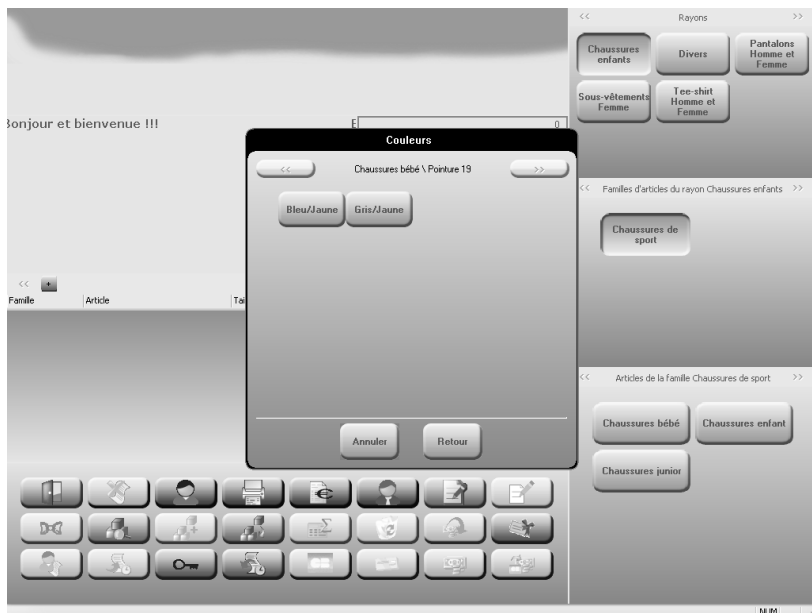 << Rayons >>
Chaussures
enfants
Divers
Pantalons
Homme et
Femme
Sous-vêtements
Femme
Tee-shirt
Homme et
Femme
Bonjour et bienvenue !!!
E
0
Couleurs
<< Chaussures bébé \ Pointure 19 >>
Bleu/Jaune Gris/Jaune
<< Familles d'articles du rayon Chaussures enfants >>
Chaussures de
sport
<< +
Famille Article Tai
<< Articles de la famille Chaussures de sport >>
Chaussures bébé Chaussures enfant
Chaussures junior
Annuler Retour
NUM